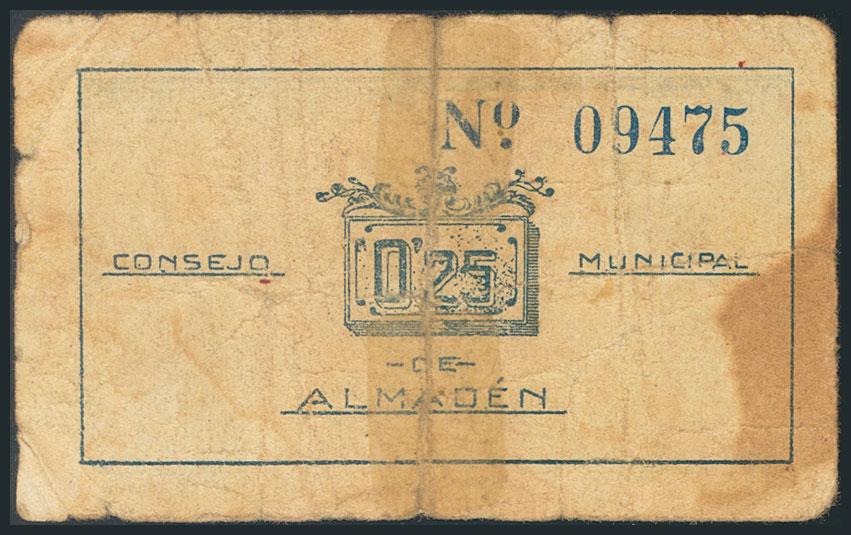 Nº 09475
CONSEJO 0'25 MUNICIPAL
-DE-
ALMADÉN